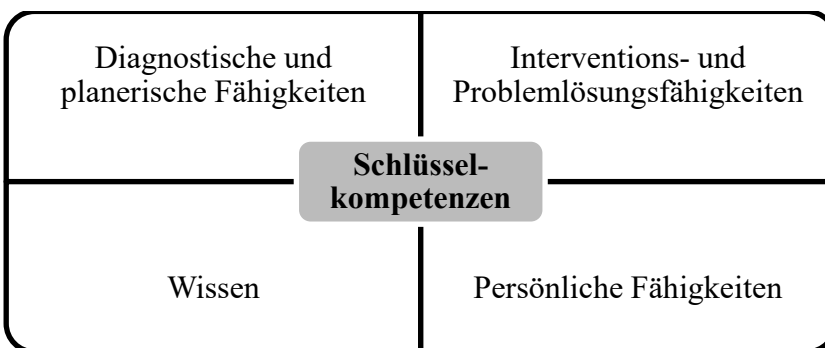 Diagnostische und
planerische Fähigkeiten
Interventions- und
Problemlösungsfähigkeiten
Schlüssel-
kompetenzen
Wissen
Persönliche Fähigkeiten